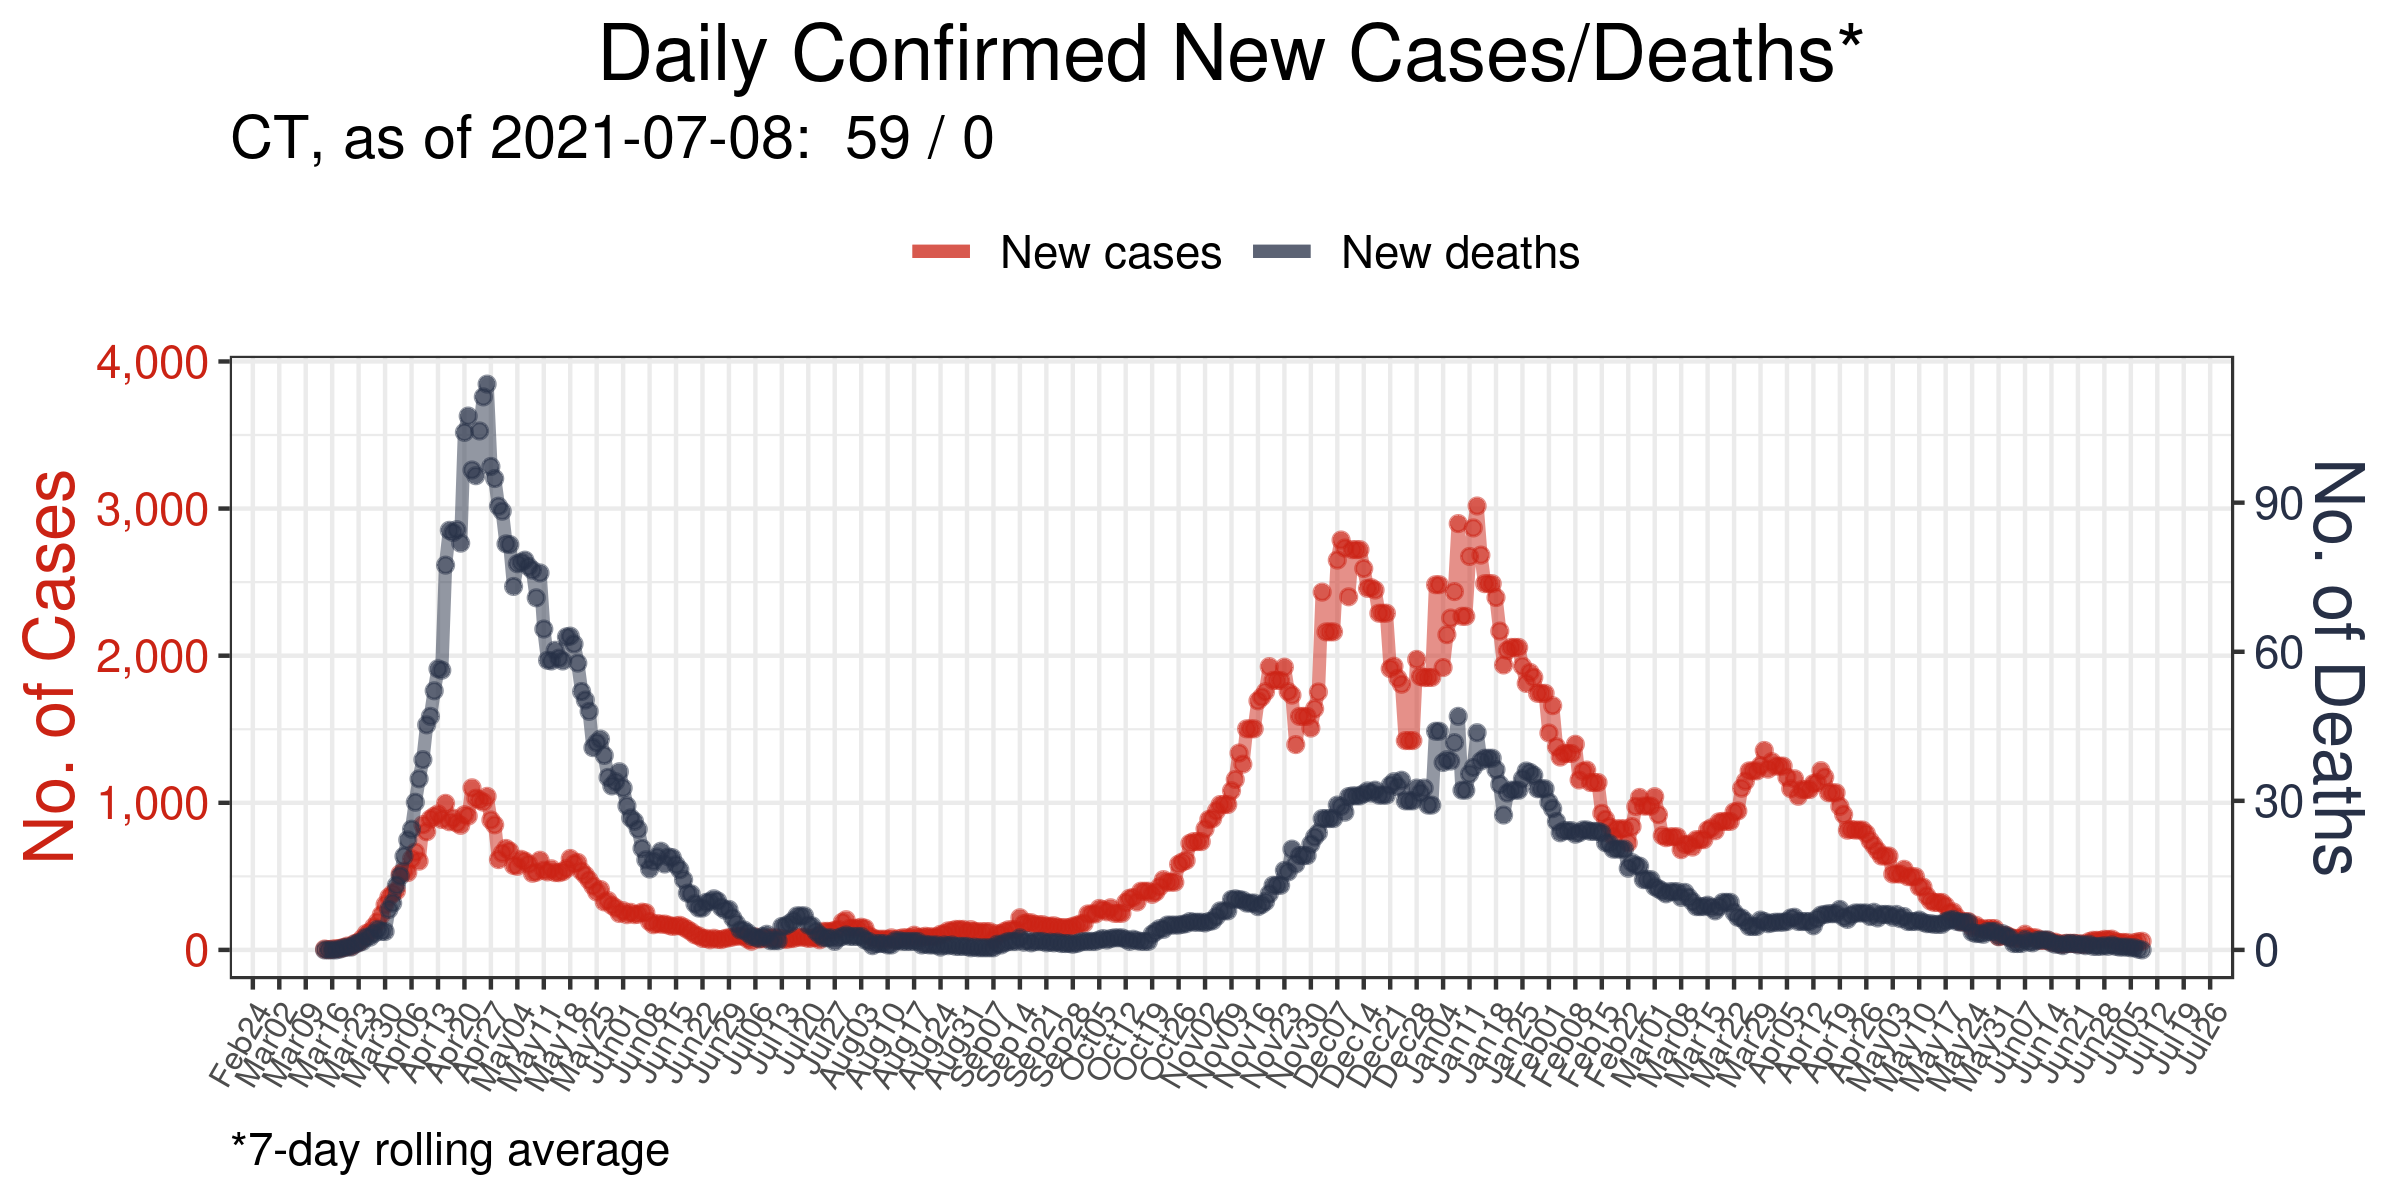 Daily Confirmed New Cases/Deaths*
CT, as of 2021-07-08:  59 / 0
New cases
New deaths
No. of Cases
4,000
3,000
2,000
1,000
0
90
60
30
0
No. of Deaths
Feb24
Mar02
Mar09
Mar16
Mar23
Mar30
Apr06
Apr13
Apr20
Apr27
May04
May11
May18
May25
Jun01
Jun08
Jun15
Jun22
Jun29
Jul06
Jul13
Jul20
Jul27
Aug03
Aug10
Aug17
Aug24
Aug31
Sep07
Sep14
Sep21
Sep28
Oct05
Oct12
Oct19
Oct26
Nov02
Nov09
Nov16
Nov23
Nov30
Dec07
Dec14
Dec21
Dec28
Jan04
Jan11
Jan18
Jan25
Feb01
Feb08
Feb15
Feb22
Mar01
Mar08
Mar15
Mar22
Mar29
Apr05
Apr12
Apr19
Apr26
May03
May10
May17
May24
May31
Jun07
Jun14
Jun21
Jun28
Jul05
Jul12
Jul19
Jul26
*7-day rolling average